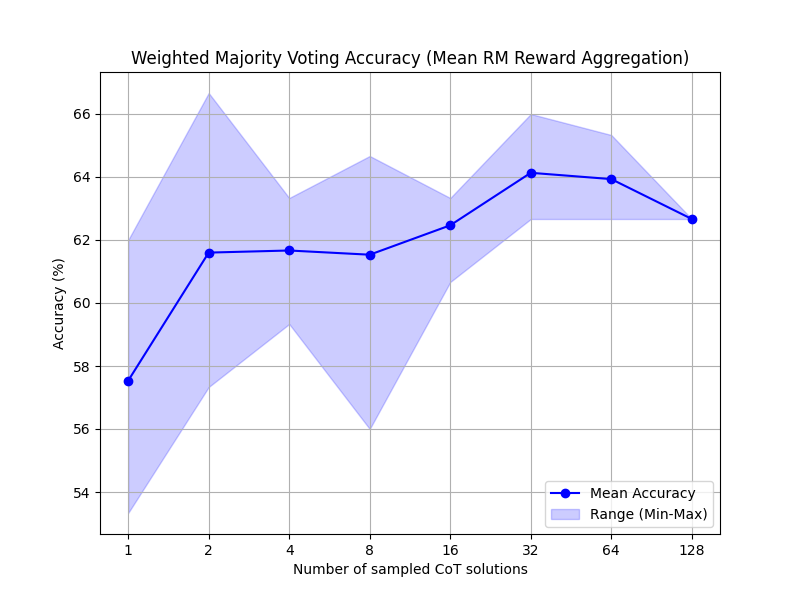 Weighted Majority Voting Accuracy (Mean RM Reward Aggregation)
Accuracy (%)
66
64
62
60
58
56
54
Mean Accuracy
Range (Min-Max)
1 2 4 8 16 32 64 128
Number of sampled CoT solutions